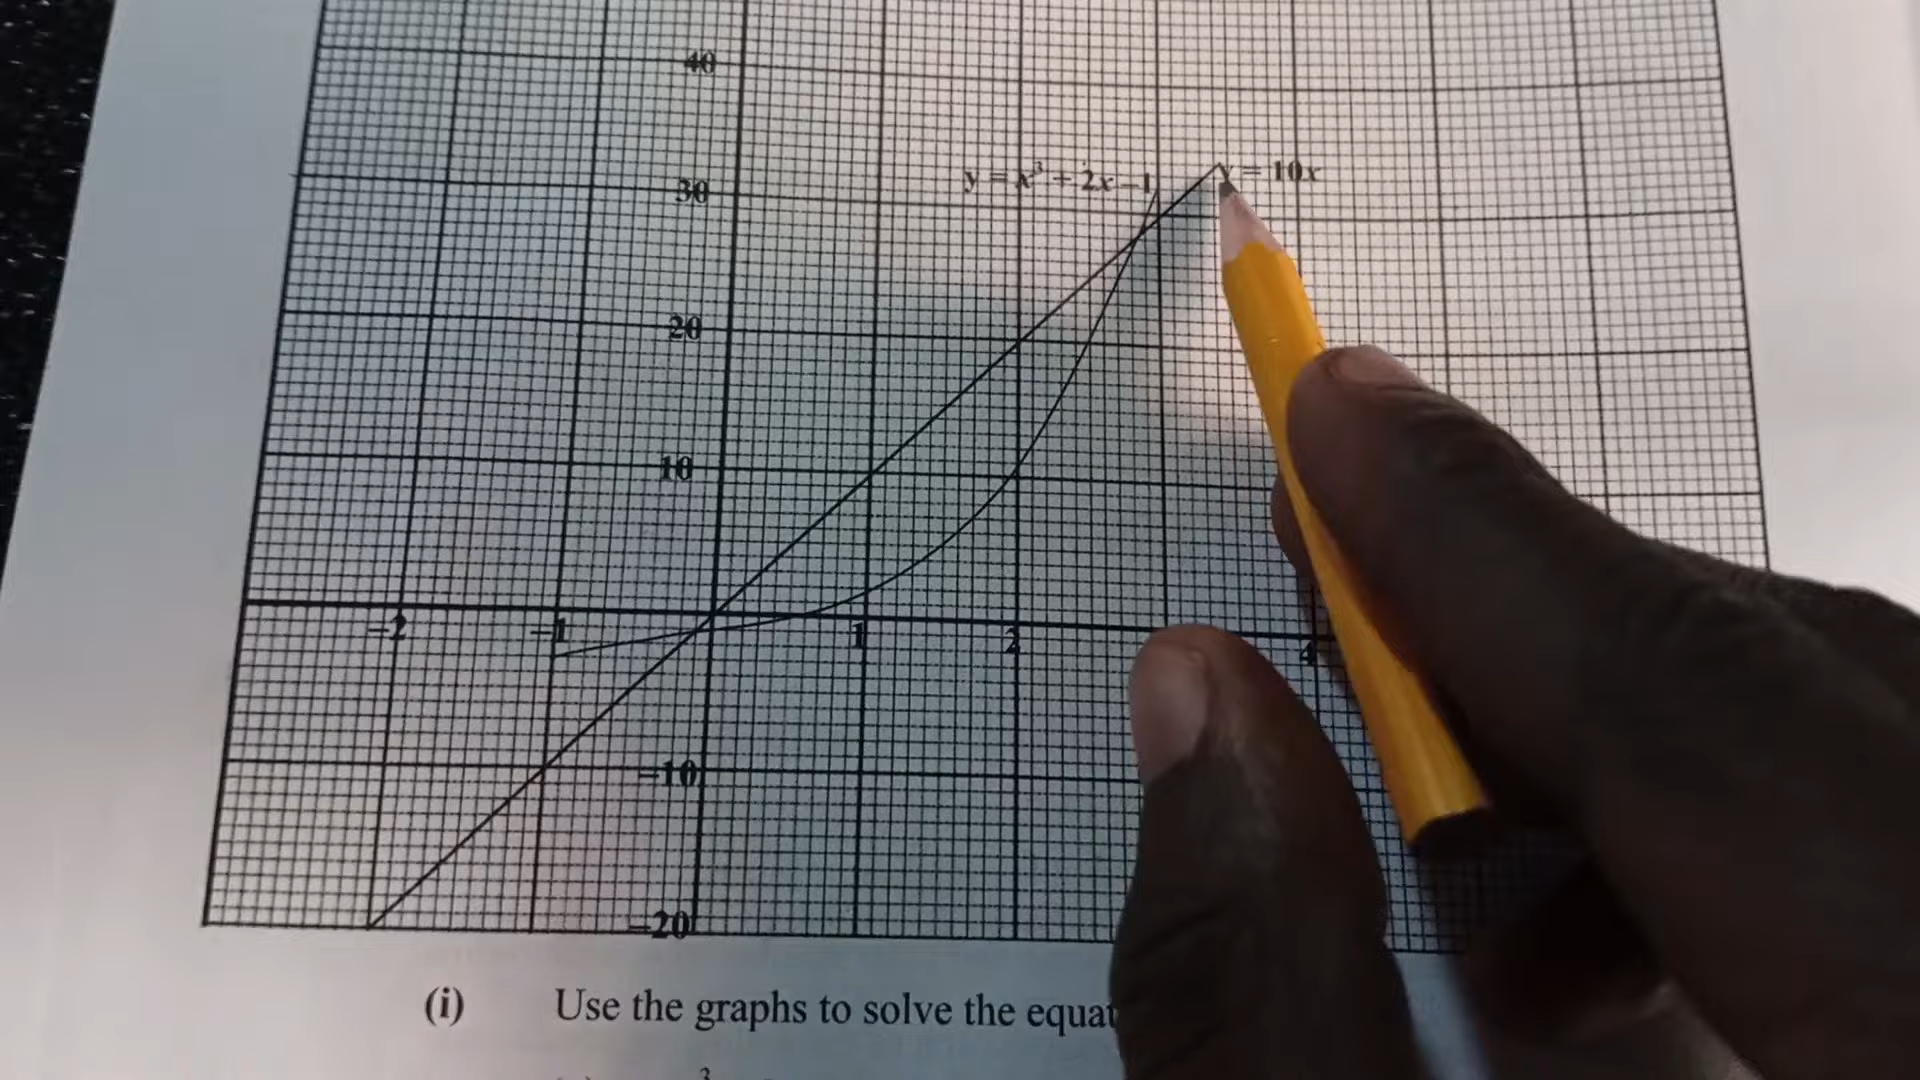 40
y = x³ + 2x – 1
y = 10x
30
20
10
–2 –1 1 2 4
–10
–20
(i) Use the graphs to solve the
3